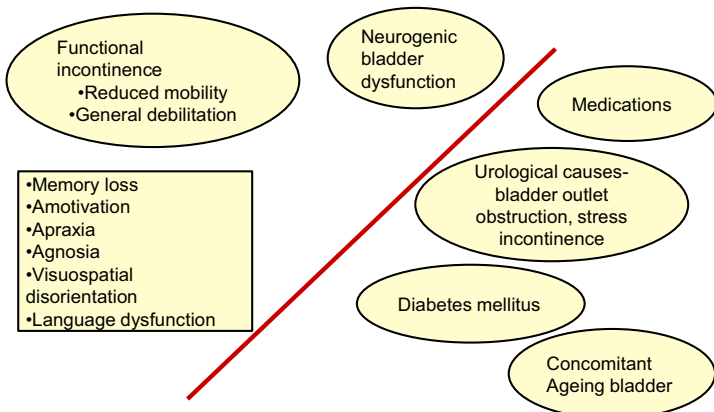 Functional
incontinence
•Reduced mobility
•General debilitation
Neurogenic
bladder
dysfunction
Medications
Urological causes-
bladder outlet
obstruction, stress
incontinence
•Memory loss
•Amotivation
•Apraxia
•Agnosia
•Visuospatial
disorientation
•Language dysfunction
Diabetes mellitus
Concomitant
Ageing bladder